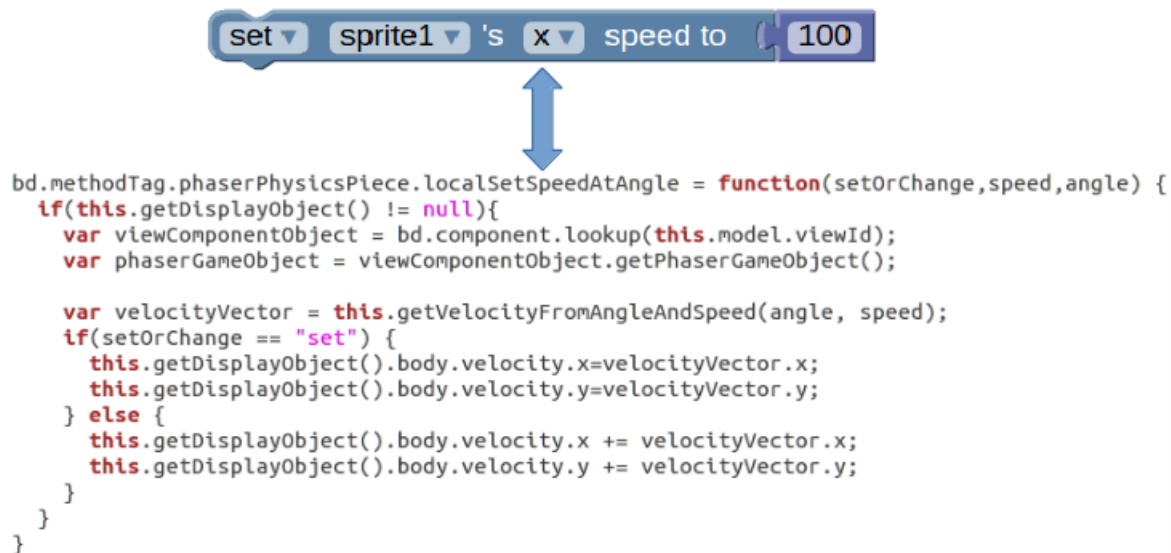 set sprite1 's x speed to 100
bd.methodTag.phaserPhysicsPiece.localSetSpeedAtAngle = function(setOrChange,speed,angle) {
  if(this.getDisplayObject() != null){
    var viewComponentObject = bd.component.lookup(this.model.viewId);
    var phaserGameObject = viewComponentObject.getPhaserGameObject();

    var velocityVector = this.getVelocityFromAngleAndSpeed(angle, speed);
    if(setOrChange == "set") {
      this.getDisplayObject().body.velocity.x=velocityVector.x;
      this.getDisplayObject().body.velocity.y=velocityVector.y;
    } else {
      this.getDisplayObject().body.velocity.x += velocityVector.x;
      this.getDisplayObject().body.velocity.y += velocityVector.y;
    }
  }
}